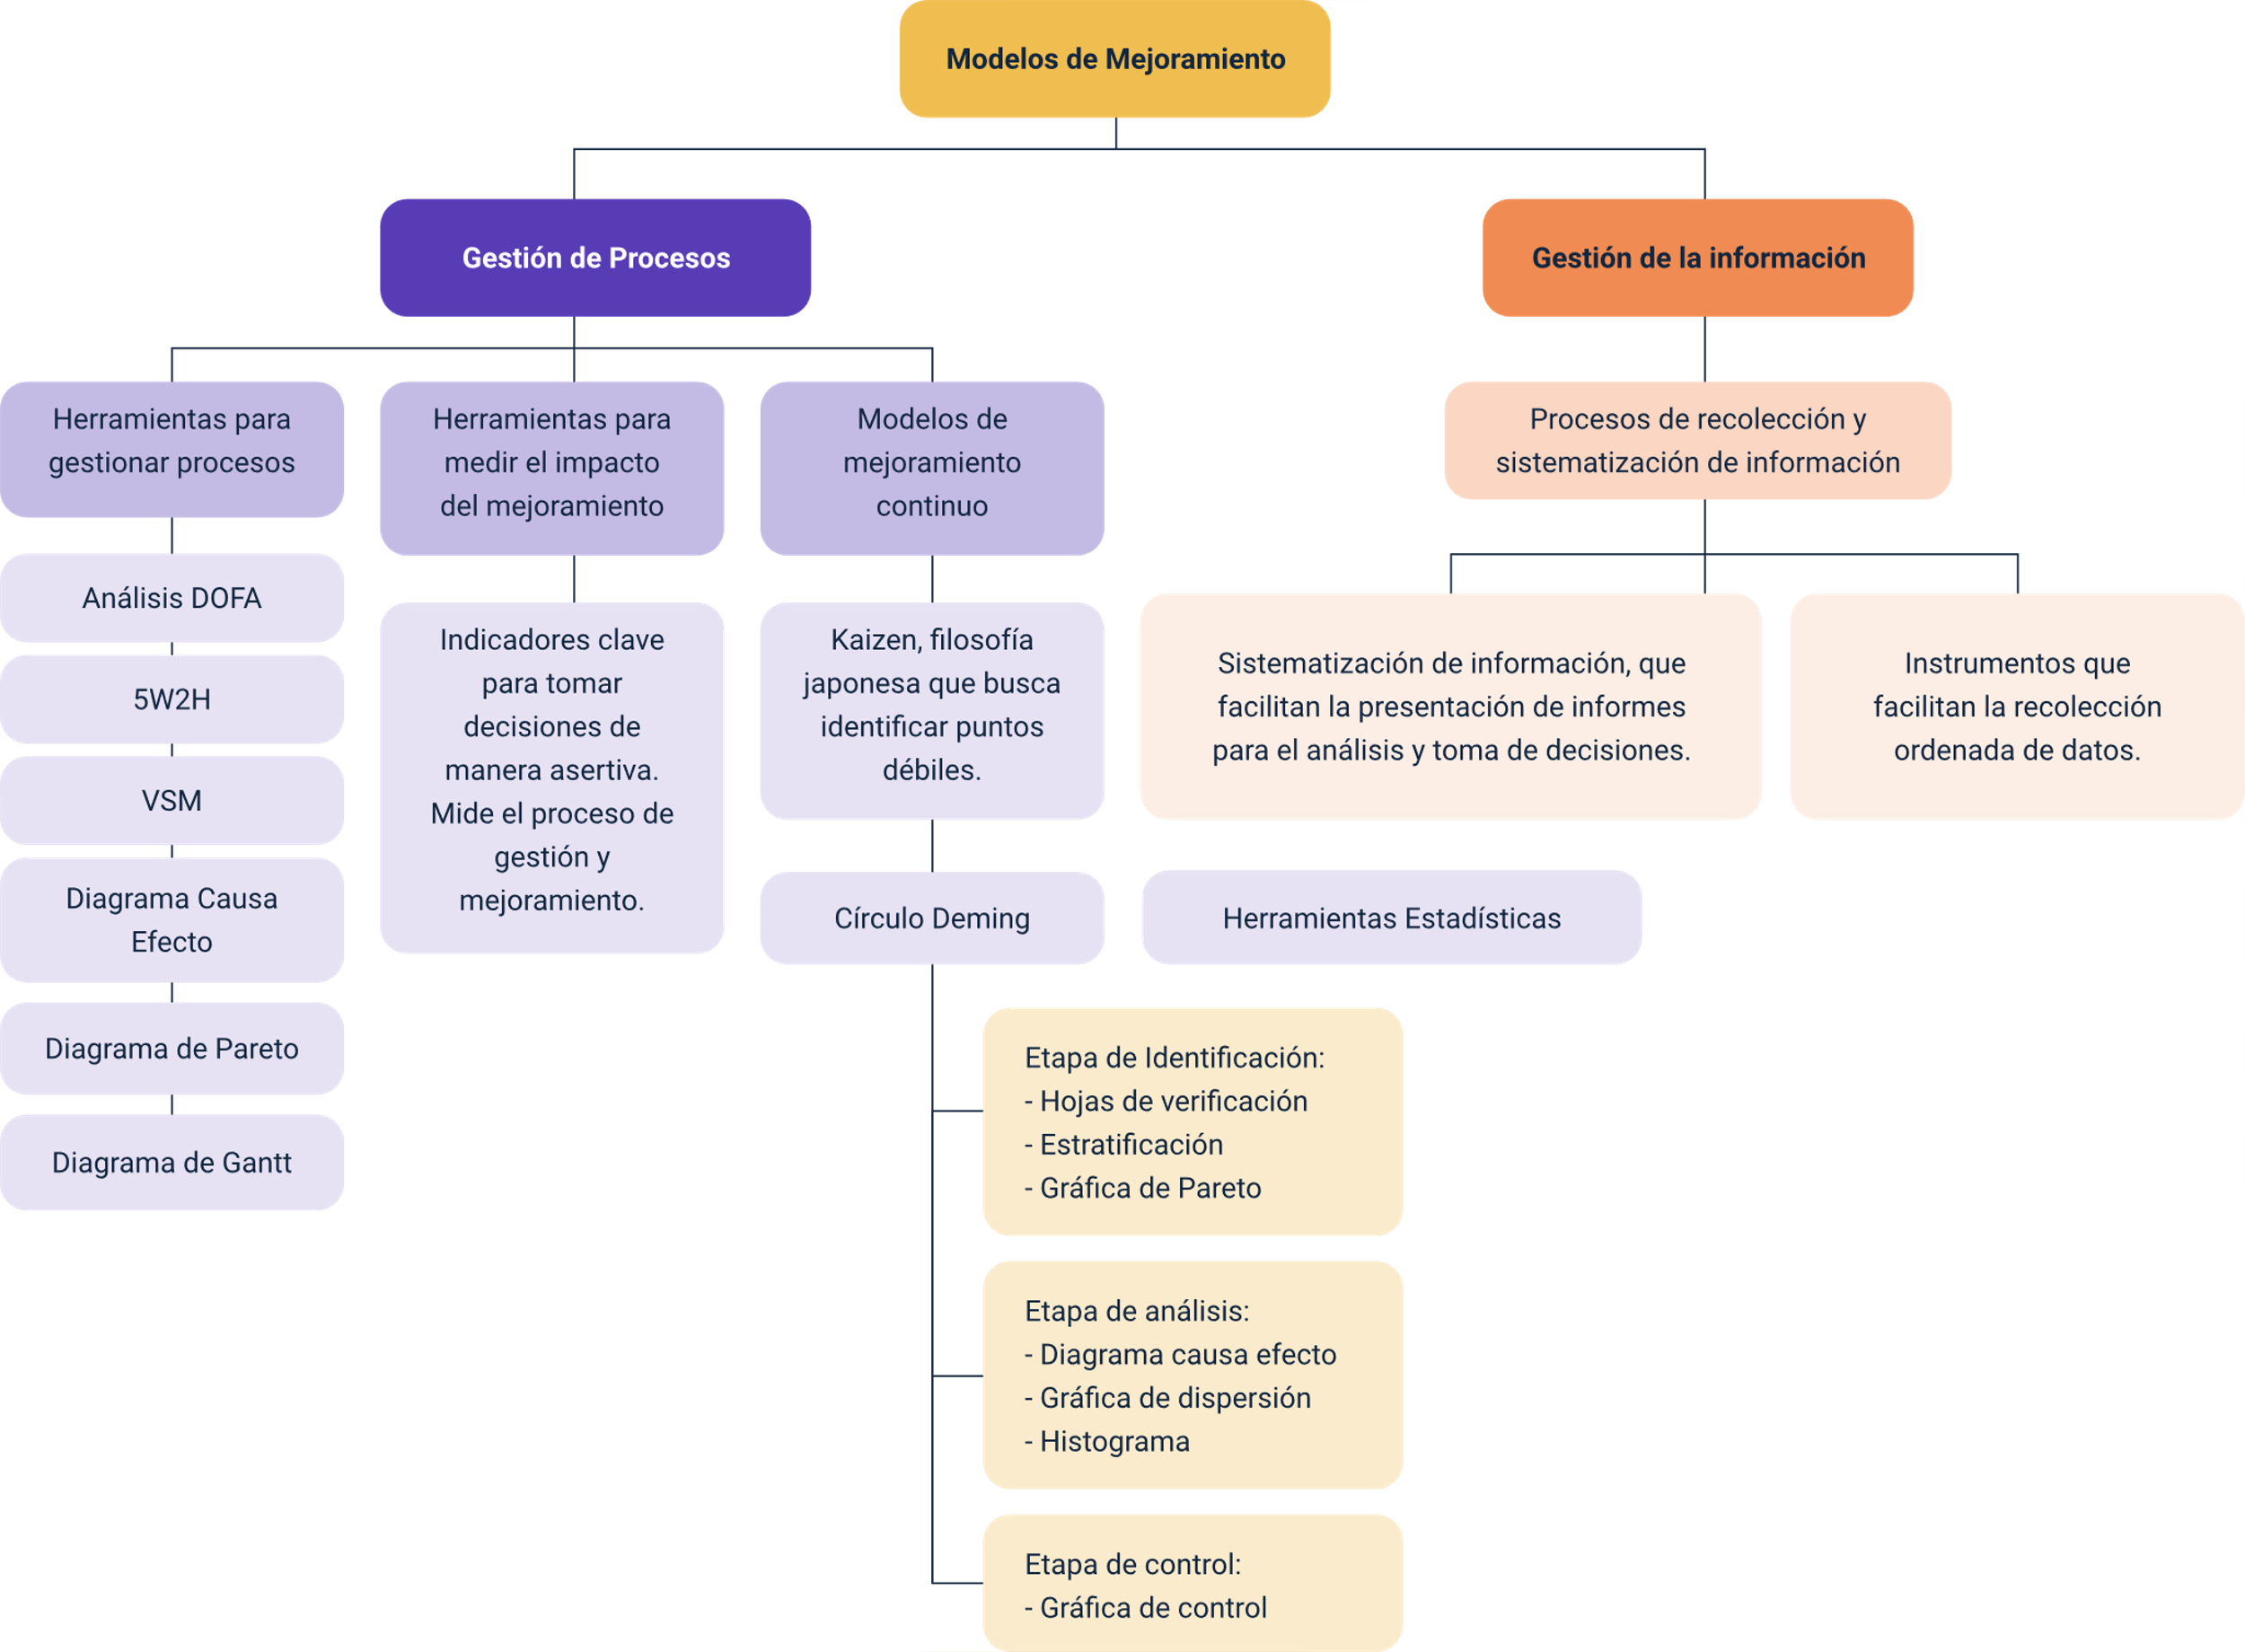 Modelos de Mejoramiento
Gestión de Procesos
Gestión de la información
Herramientas para
gestionar procesos
Análisis DOFA
5W2H
VSM
Diagrama Causa
Efecto
Diagrama de Pareto
Diagrama de Gantt
Herramientas para
medir el impacto
del mejoramiento
Indicadores clave
para tomar
decisiones de
manera asertiva.
Mide el proceso de
gestión y
mejoramiento.
Modelos de
mejoramiento
continuo
Kaizen, filosofía
japonesa que busca
identificar puntos
débiles.
Círculo Deming
Herramientas Estadísticas
Etapa de Identificación:
- Hojas de verificación
- Estratificación
- Gráfica de Pareto
Etapa de análisis:
- Diagrama causa efecto
- Gráfica de dispersión
- Histograma
Etapa de control:
- Gráfica de control
Procesos de recolección y
sistematización de información
Sistematización de información, que
facilitan la presentación de informes
para el análisis y toma de decisiones.
Instrumentos que
facilitan la recolección
ordenada de datos.